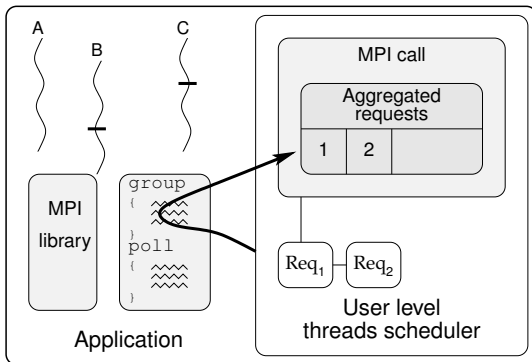 A
B
C
MPI
library
group
{
}
poll
{
}
Application
MPI call
Aggregated
requests
1
2
Req₁
Req₂
User level
threads scheduler